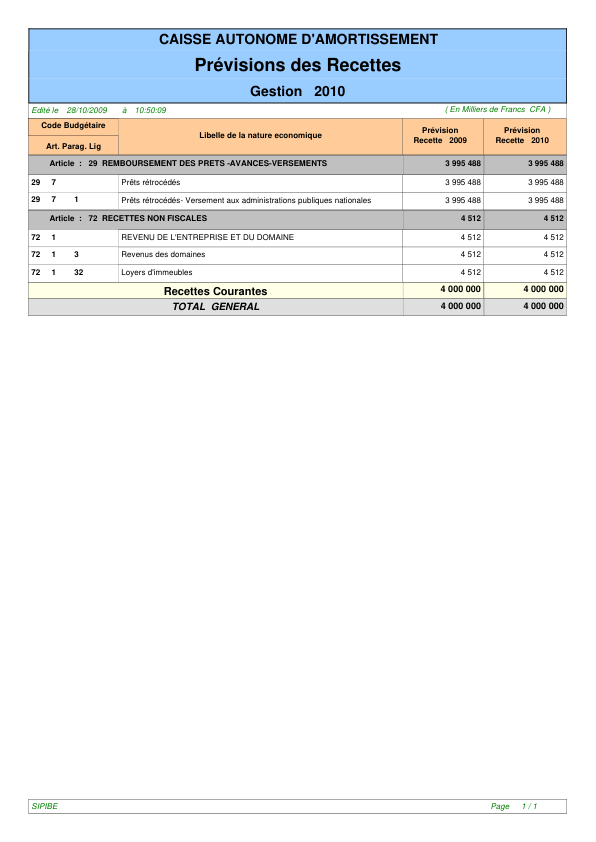 CAISSE AUTONOME D'AMORTISSEMENT
Prévisions des Recettes
Gestion 2010
Edité le 28/10/2009 à 10:50:09 ( En Milliers de Francs CFA )
Code Budgétaire
Art. Parag. Lig
Libelle de la nature economique
Prévision Recette 2009
Prévision Recette 2010
Article : 29 REMBOURSEMENT DES PRETS -AVANCES-VERSEMENTS 3 995 488 3 995 488
29 7 Prêts rétrocédés 3 995 488 3 995 488
29 7 1 Prêts rétrocédés- Versement aux administrations publiques nationales 3 995 488 3 995 488
Article : 72 RECETTES NON FISCALES 4 512 4 512
72 1 REVENU DE L'ENTREPRISE ET DU DOMAINE 4 512 4 512
72 1 3 Revenus des domaines 4 512 4 512
72 1 32 Loyers d'immeubles 4 512 4 512
Recettes Courantes 4 000 000 4 000 000
TOTAL GENERAL 4 000 000 4 000 000
SIPIBE Page 1 / 1